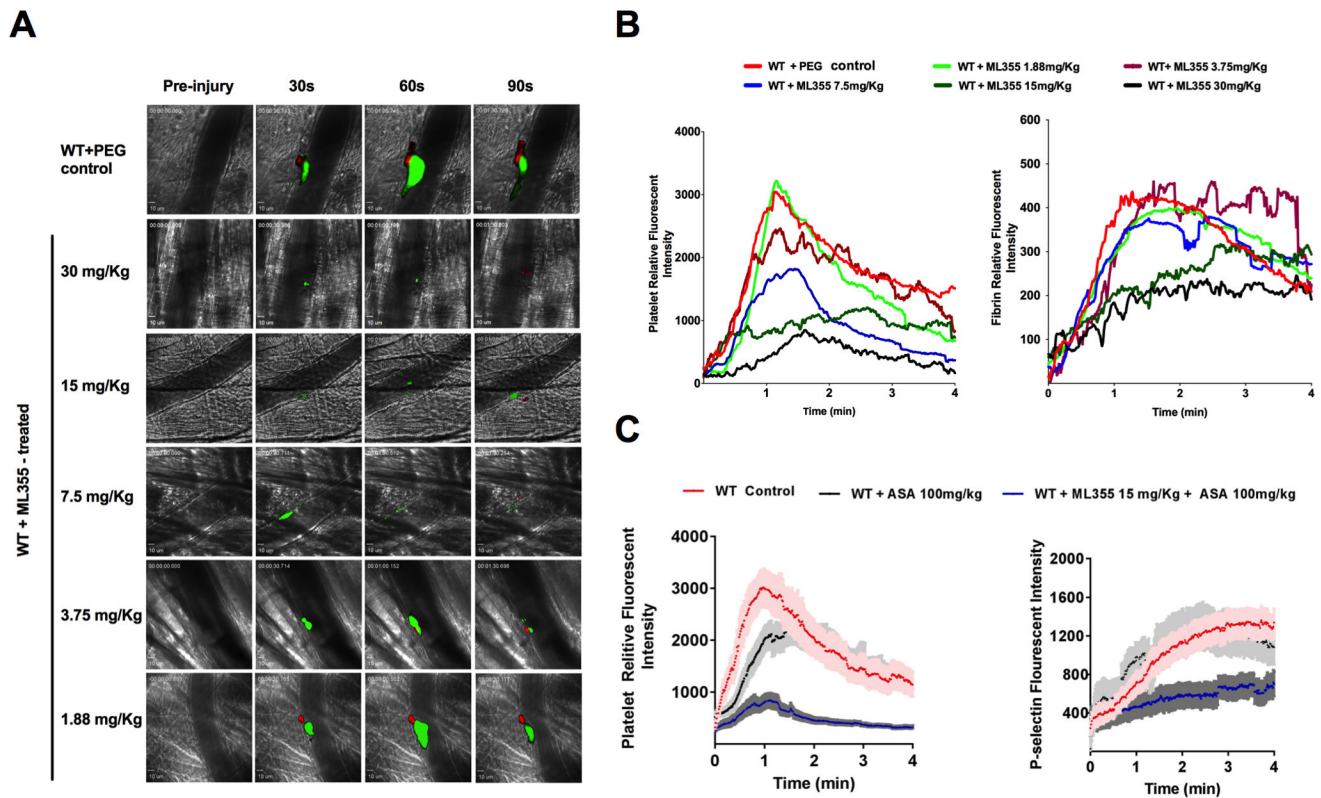 A
Pre-injury 30s 60s 90s
WT+PEG
control
30 mg/Kg
15 mg/Kg
7.5 mg/Kg
3.75 mg/Kg
1.88 mg/Kg
WT + ML355 - treated
10 um
B
WT + PEG control WT + ML355 1.88mg/Kg WT+ ML355 3.75mg/Kg
WT + ML355 7.5mg/Kg WT + ML355 15mg/Kg WT + ML355 30mg/Kg
Platelet Relative Fluorescent
Intensity
4000
3000
2000
1000
0
1 2 3 4
Time (min)
Fibrin Relative Fluorescent
Intensity
600
500
400
300
200
100
0 1 2 3 4
Time (min)
C
WT Control WT + ASA 100mg/kg WT + ML355 15 mg/Kg + ASA 100mg/kg
Platelet Relitive Fluorescent
Intensity
4000
3000
2000
1000
0 1 2 3 4
Time (min)
P-selectin Flourescent Intensity
2000
1600
1200
800
400
0 1 2 3 4
Time (min)